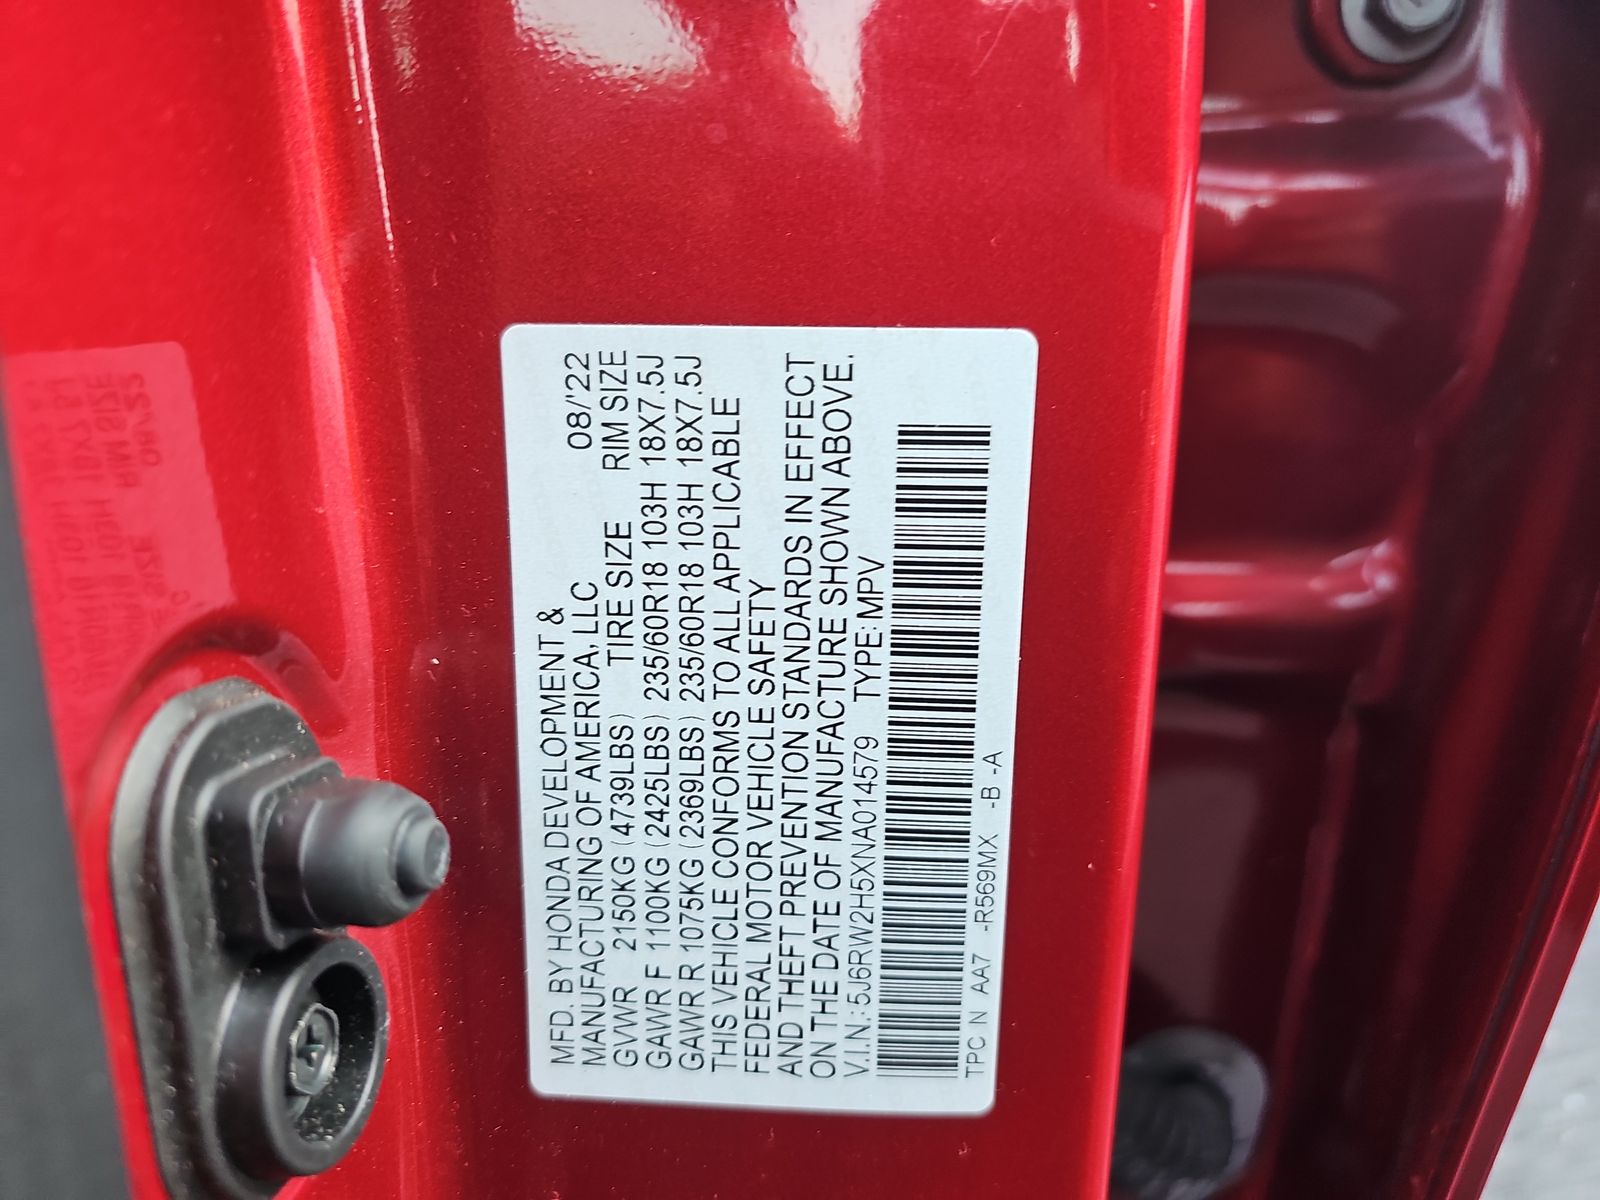 MFD. BY HONDA DEVELOPMENT & 08/'22
MANUFACTURING OF AMERICA, LLC
GVWR 2150KG (4739LBS) TIRE SIZE RIM SIZE
GAWR F 1100KG (2425LBS) 235/60R18 103H 18X7.5J
GAWR R 1075KG (2369LBS) 235/60R18 103H 18X7.5J
THIS VEHICLE CONFORMS TO ALL APPLICABLE
FEDERAL MOTOR VEHICLE SAFETY
AND THEFT PREVENTION STANDARDS IN EFFECT
ON THE DATE OF MANUFACTURE SHOWN ABOVE.
V.I.N.: 5J6RW2H5XNA014579 TYPE: MPV
TPC N AA7 -R569MX -B -A